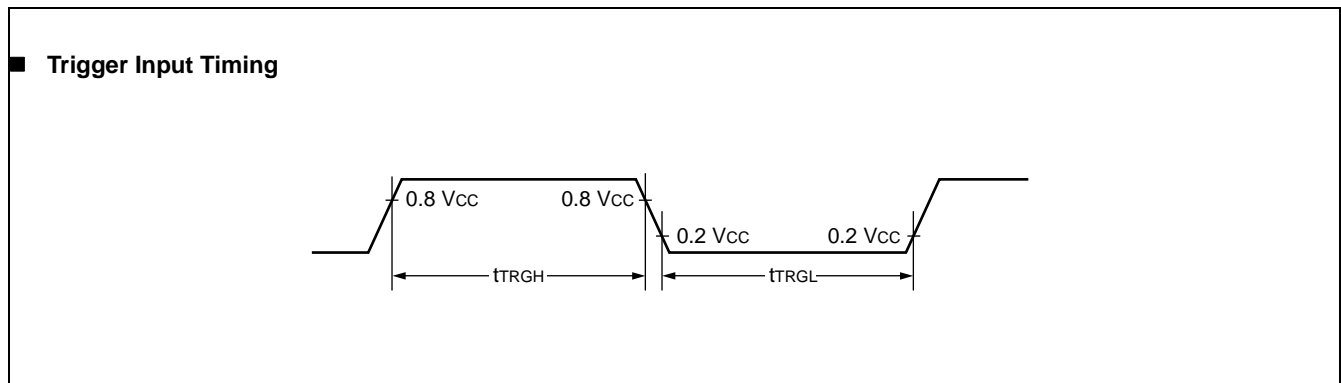 ■ Trigger Input Timing
0.8 VCC 0.8 VCC
0.2 VCC 0.2 VCC
tTRGH tTRGL